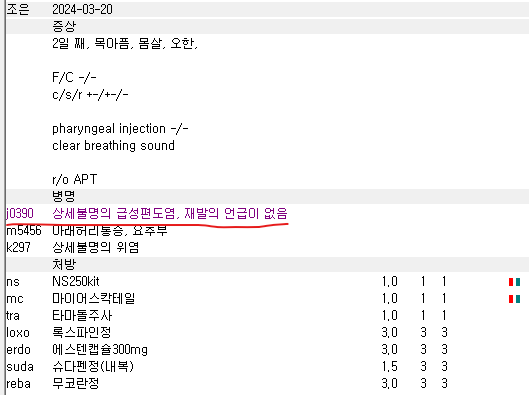 조은 2024-03-20
증상
2일 째, 목아픔, 몸살, 오한,
F/C -/-
c/s/r +-/+-/-
pharyngeal injection -/-
clear breathing sound
r/o APT
병명
j0390 상세불명의 급성편도염, 재발의 언급이 없음
m5456 아래허리통증, 요추부
k297 상세불명의 위염
처방
ns NS250kit 1.0 1 1
mc 마이어스칵테일 1.0 1 1
tra 타마돌주사 1.0 1 1
loxo 록스파인정 3.0 3 3
erdo 에스텐캡슐300mg 3.0 3 3
suda 슈다펜정(내복) 1.5 3 3
reba 무코란정 3.0 3 3